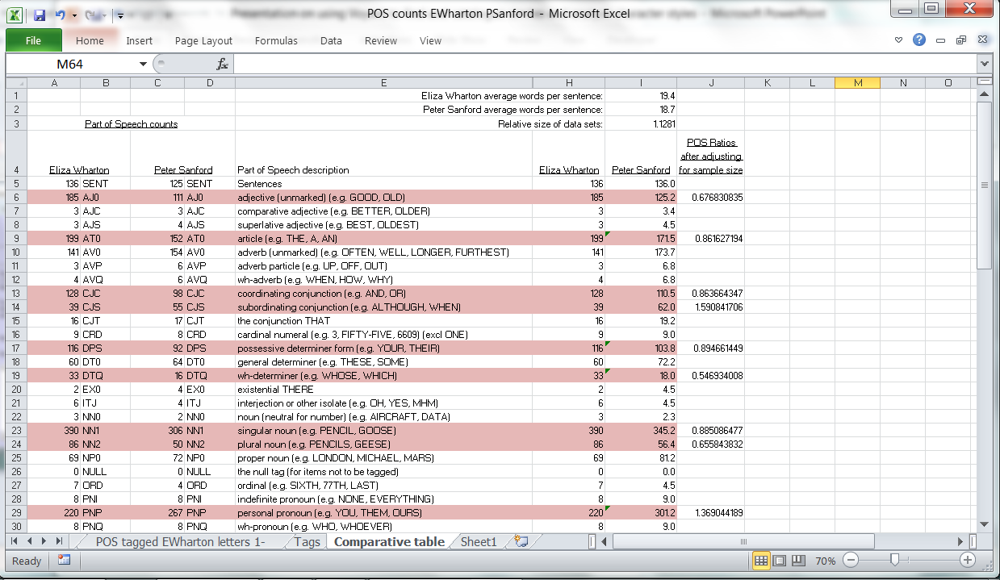 POS counts EWharton PSanford - Microsoft Excel
File Home Insert Page Layout Formulas Data Review View
M64 fx
A B C D E H I J K L M N O
1 Eliza Wharton average words per sentence: 19.4
2 Peter Sanford average words per sentence: 18.7
3 Part of Speech counts Relative size of data sets: 1.1281
POS Ratios
after adjusting
4 Eliza Wharton Peter Sanford Part of Speech description Eliza Wharton Peter Sanford for sample size
5 136 SENT 125 SENT Sentences 136 136.0
6 185 AJ0 111 AJ0 adjective (unmarked) (e.g. GOOD, OLD) 185 125.2 0.676830835
7 3 AJC 3 AJC comparative adjective (e.g. BETTER, OLDER) 3 3.4
8 3 AJS 4 AJS superlative adjective (e.g. BEST, OLDEST) 3 4.5
9 199 AT0 152 AT0 article (e.g. THE, A, AN) 199 171.5 0.861627194
10 141 AV0 154 AV0 adverb (unmarked) (e.g. OFTEN, WELL, LONGER, FURTHEST) 141 173.7
11 3 AVP 6 AVP adverb particle (e.g. UP, OFF, OUT) 3 6.8
12 4 AVQ 6 AVQ wh-adverb (e.g. WHEN, HOW, WHY) 4 6.8
13 128 CJC 98 CJC coordinating conjunction (e.g. AND, OR) 128 110.5 0.863664347
14 39 CJS 55 CJS subordinating conjunction (e.g. ALTHOUGH, WHEN) 39 62.0 1.590841706
15 16 CJT 17 CJT the conjunction THAT 16 19.2
16 9 CRD 8 CRD cardinal numeral (e.g. 3, FIFTY-FIVE, 6609) (excl ONE) 9 9.0
17 116 DPS 92 DPS possessive determiner form (e.g. YOUR, THEIR) 116 103.8 0.894661449
18 60 DT0 64 DT0 general determiner (e.g. THESE, SOME) 60 72.2
19 33 DTQ 16 DTQ wh-determiner (e.g. WHOSE, WHICH) 33 18.0 0.546934008
20 2 EX0 4 EX0 existential THERE 2 4.5
21 6 ITJ 4 ITJ interjection or other isolate (e.g. OH, YES, MHM) 6 4.5
22 3 NN0 2 NN0 noun (neutral for number) (e.g. AIRCRAFT, DATA) 3 2.3
23 390 NN1 306 NN1 singular noun (e.g. PENCIL, GOOSE) 390 345.2 0.885086477
24 86 NN2 50 NN2 plural noun (e.g. PENCILS, GEESE) 86 56.4 0.655843832
25 69 NP0 72 NP0 proper noun (e.g. LONDON, MICHAEL, MARS) 69 81.2
26 0 NULL 0 NULL the null tag (for items not to be tagged) 0 0.0
27 7 ORD 4 ORD ordinal (e.g. SIXTH, 77TH, LAST) 7 4.5
28 8 PNI 8 PNI indefinite pronoun (e.g. NONE, EVERYTHING) 8 9.0
29 220 PNP 267 PNP personal pronoun (e.g. YOU, THEM, OURS) 220 301.2 1.369044189
30 8 PNQ 8 PNQ wh-pronoun (e.g. WHO, WHOEVER) 8 9.0
POS tagged EWharton letters 1- Tags Comparative table Sheet1
Ready 70%